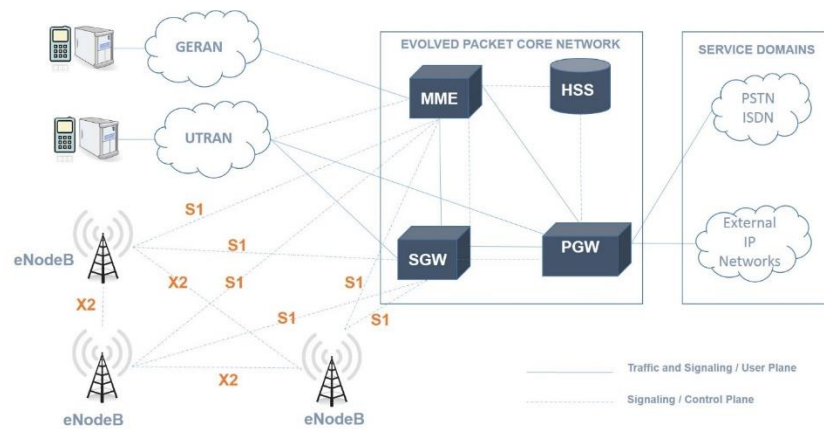 GERAN
UTRAN
EVOLVED PACKET CORE NETWORK
MME
HSS
SGW
PGW
SERVICE DOMAINS
PSTN
ISDN
External
IP
Networks
S1
S1
X2
S1
S1
S1
S1
eNodeB
X2
X2
eNodeB
eNodeB
Traffic and Signaling / User Plane
Signaling / Control Plane